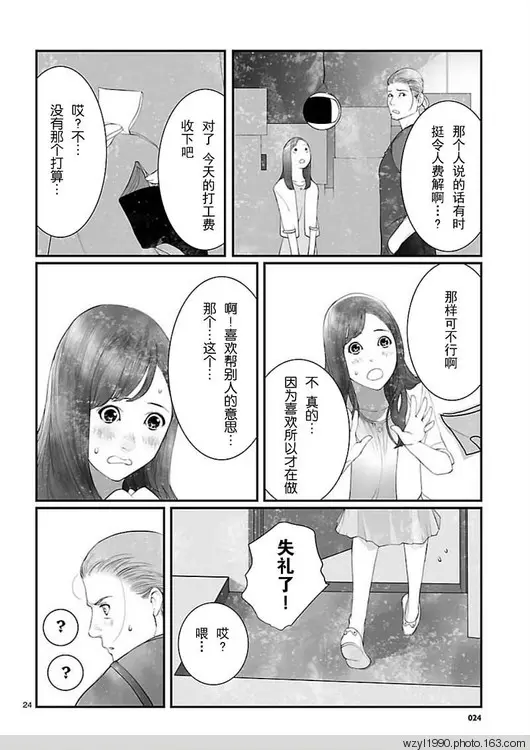 那个人说的话有时
挺令人费解啊…?
对了 今天的打工费
收下吧
哎?不…
没有那个打算…
那样可不行啊
不 真的…
因为喜欢所以才在做
啊!喜欢帮别人的意思…
那个…这个…
失礼了!
哎?
喂…
?
?
24
024
wzyl1990.photo.163.com